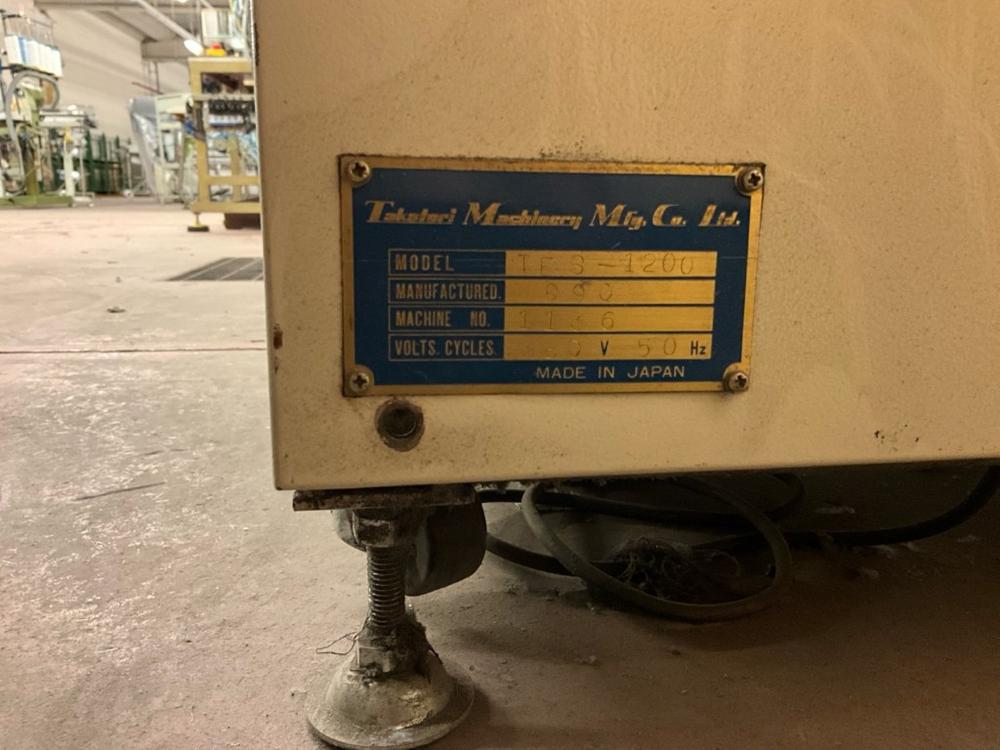 Takatori Machinery Mfg. Co. Ltd.
MODEL
MANUFACTURED.
MACHINE NO.
VOLTS. CYCLES. V 50 Hz
MADE IN JAPAN